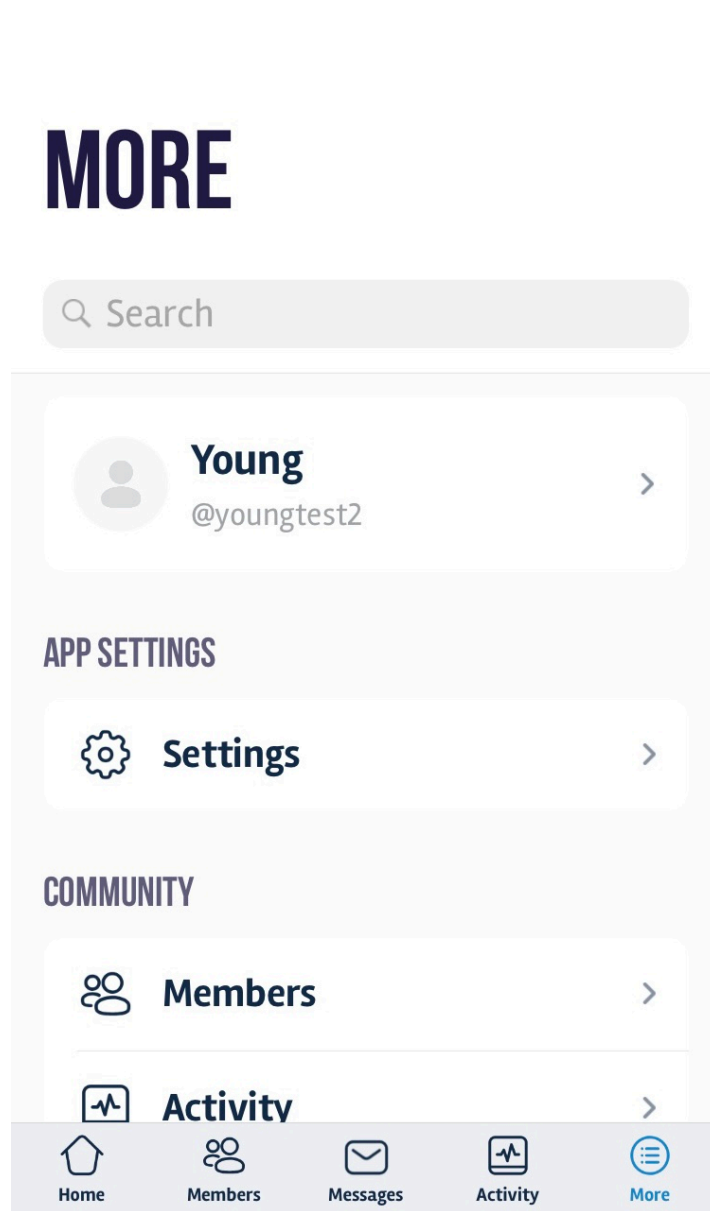 MORE
Search
Young
@youngtest2
APP SETTINGS
Settings
COMMUNITY
Members
Activity
Home Members Messages Activity More